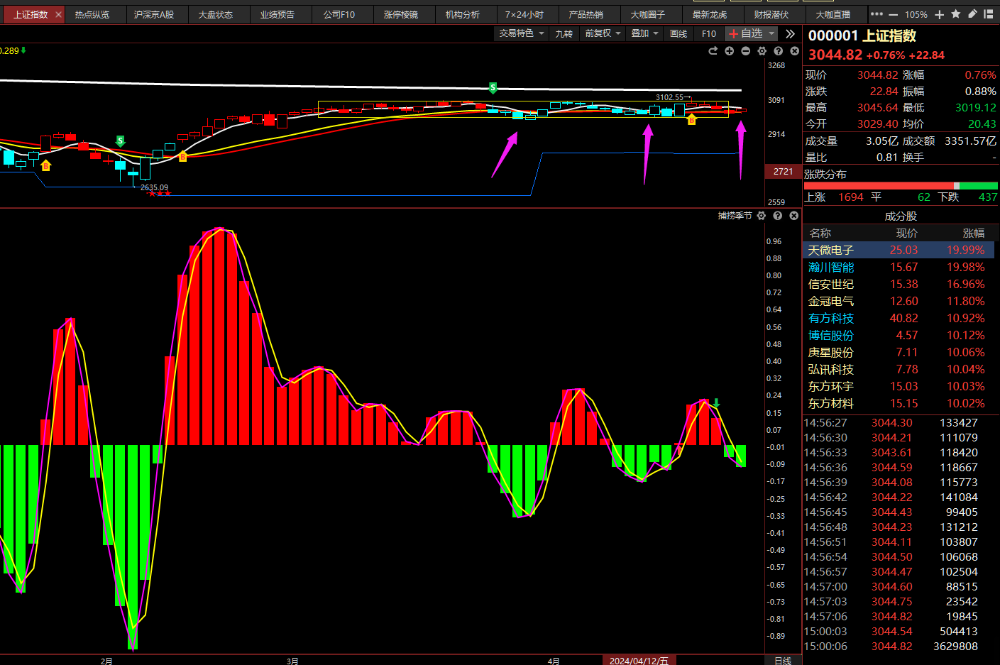 上证指数 × 热点纵览 沪深京A股 大盘状态 业绩预告 公司F10 涨停棱镜 机构分析 7×24小时 产品热销 大咖圈子 最新龙虎 财报潜伏 大咖直播 ••• — 105% +
交易特色 九转 前复权 叠加 画线 F10 +自选
000001 上证指数
3044.82 +0.76% +22.84
0.289
3268
3091
2914
2721
2559
3102.55
2635.09
S
S
B
B
B
现价 3044.82 涨幅 0.76%
涨跌 22.84 振幅 0.88%
最高 3045.64 最低 3019.12
今开 3029.40 均价 20.43
成交量 3.05亿 成交额 3351.57亿
量比 0.81 换手 -
涨跌分布
上涨 1694 平 62 下跌 437
成分股
名称 现价 涨幅
天微电子 25.03 19.99%
瀚川智能 15.67 19.98%
信安世纪 15.38 16.96%
金冠电气 12.60 11.80%
有方科技 40.82 10.92%
博信股份 4.57 10.12%
庚星股份 7.11 10.06%
弘讯科技 7.78 10.04%
东方环宇 15.03 10.03%
东方材料 15.15 10.02%
14:56:27 3044.30 133427
14:56:30 3044.21 111079
14:56:33 3043.61 118420
14:56:36 3044.59 118667
14:56:39 3044.08 115773
14:56:42 3044.22 141084
14:56:45 3044.43 99405
14:56:48 3044.23 131212
14:56:51 3044.11 103807
14:56:54 3044.50 106068
14:56:57 3044.47 102504
14:57:00 3044.60 88515
14:57:03 3044.75 23542
14:57:06 3044.82 19845
15:00:03 3044.54 504413
15:00:06 3044.82 3629808
捕捞季节
0.96
0.88
0.80
0.72
0.64
0.56
0.48
0.40
0.32
0.24
0.15
0.07
-0.01
-0.09
-0.17
-0.25
-0.33
-0.41
-0.49
-0.57
-0.65
-0.73
-0.81
-0.89
2月 3月 4月 2024/04/12/五 日线